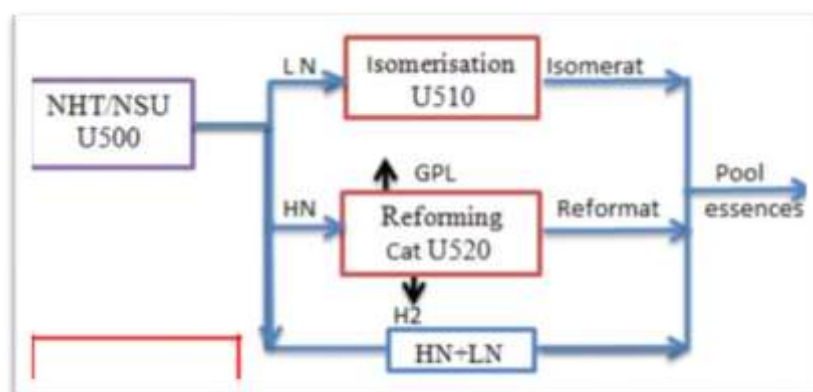 L N
Isomerisation
U510
Isomerat
NHT/NSU
U500
GPL
HN
Reforming
Cat U520
Reformat
Pool
essences
H2
HN+LN